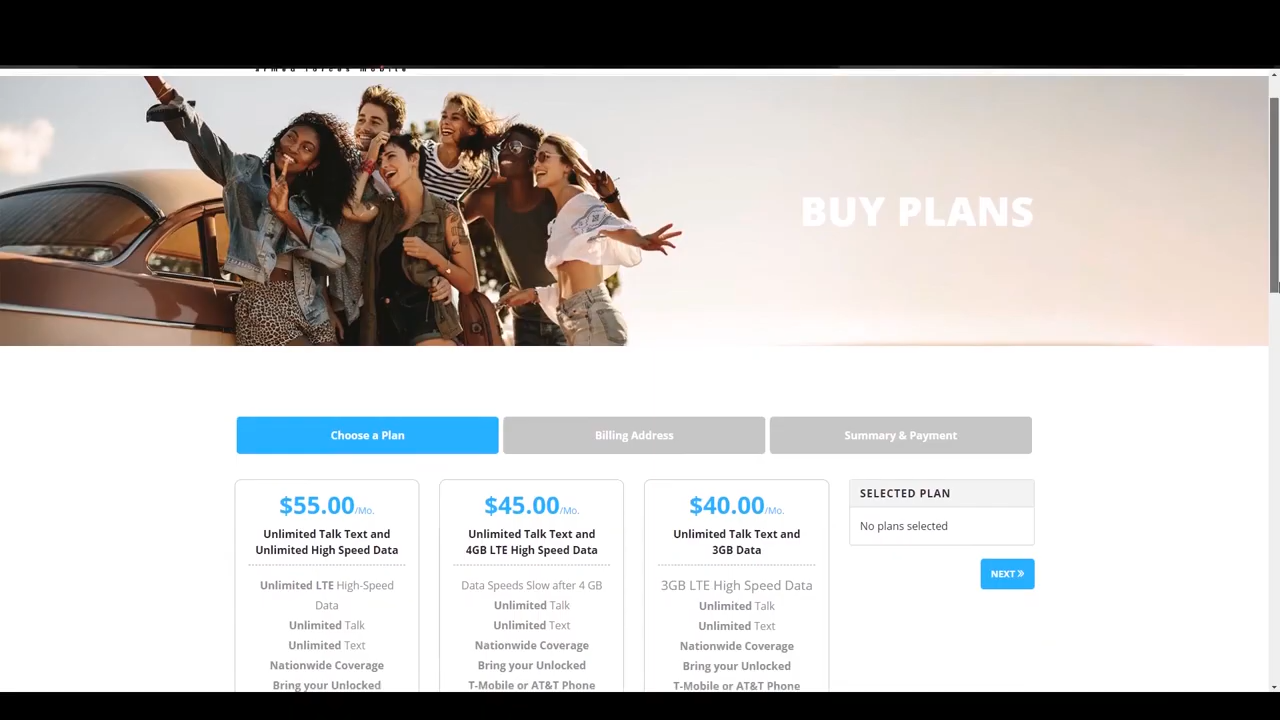 armed forces mobile
BUY PLANS
Choose a Plan
Billing Address
Summary & Payment
$55.00/Mo.
Unlimited Talk Text and
Unlimited High Speed Data
Unlimited LTE High-Speed
Data
Unlimited Talk
Unlimited Text
Nationwide Coverage
Bring your Unlocked
$45.00/Mo.
Unlimited Talk Text and
4GB LTE High Speed Data
Data Speeds Slow after 4 GB
Unlimited Talk
Unlimited Text
Nationwide Coverage
Bring your Unlocked
T-Mobile or AT&T Phone
$40.00/Mo.
Unlimited Talk Text and
3GB Data
3GB LTE High Speed Data
Unlimited Talk
Unlimited Text
Nationwide Coverage
Bring your Unlocked
T-Mobile or AT&T Phone
SELECTED PLAN
No plans selected
NEXT »